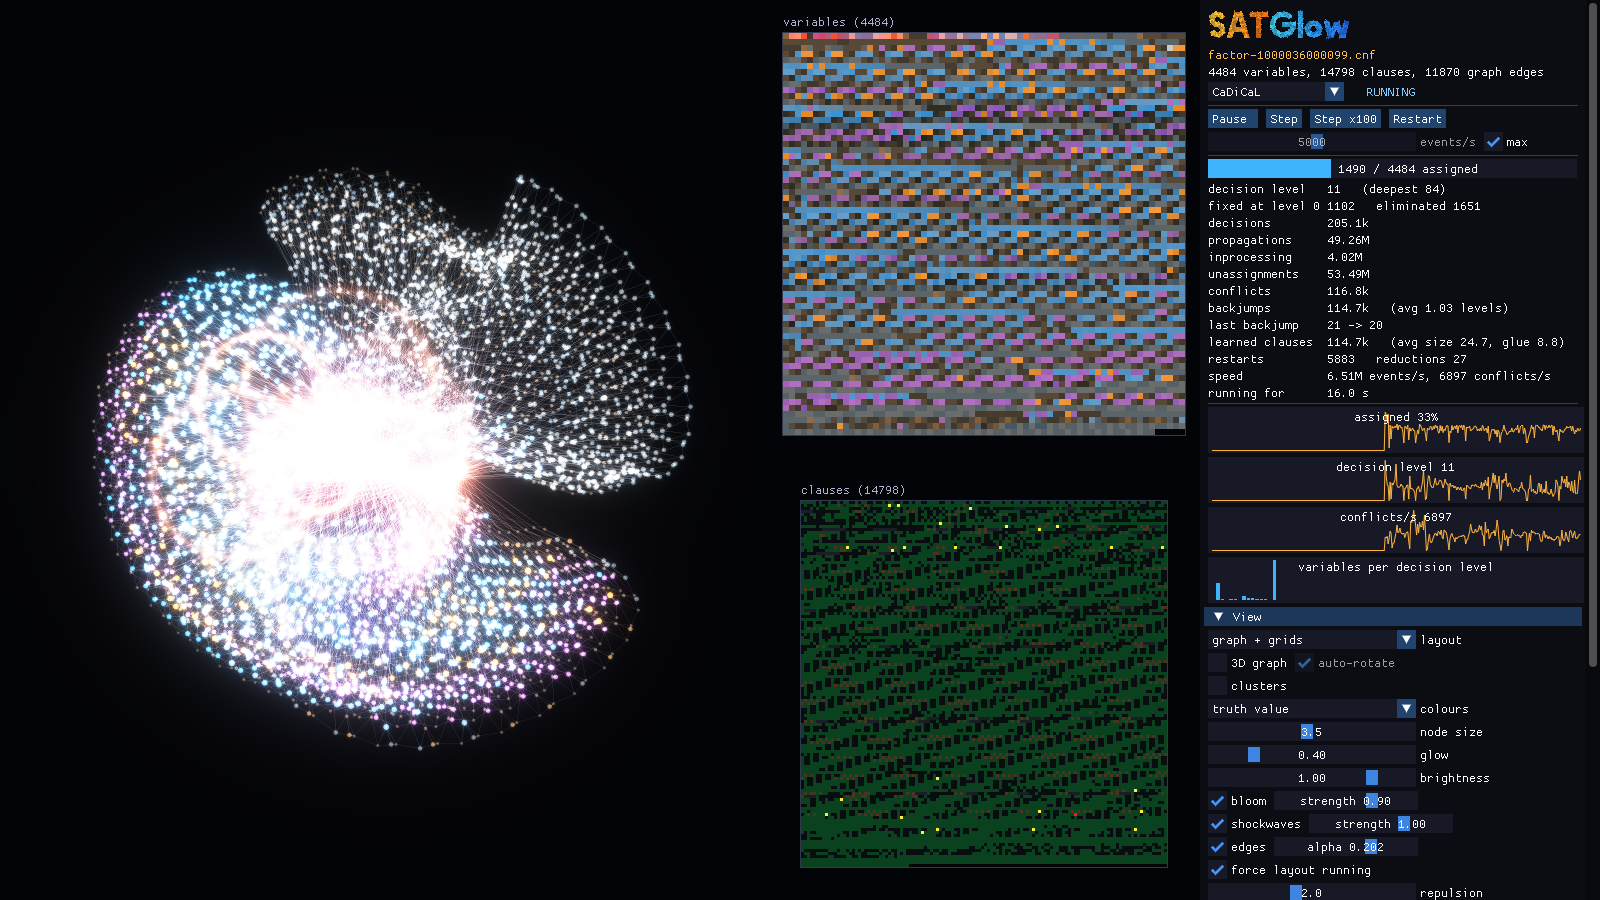 variables (4484)
clauses (14798)
SATGlow
factor-1000036000099.cnf
4484 variables, 14798 clauses, 11870 graph edges
CaDiCaL RUNNING
Pause Step Step x100 Restart
5000 events/s max
1490 / 4484 assigned
decision level 11 (deepest 84)
fixed at level 0 1102 eliminated 1651
decisions 205.1k
propagations 49.26M
inprocessing 4.02M
unassignments 53.49M
conflicts 116.8k
backjumps 114.7k (avg 1.03 levels)
last backjump 21 -> 20
learned clauses 114.7k (avg size 24.7, glue 8.8)
restarts 5883 reductions 27
speed 6.51M events/s, 6897 conflicts/s
running for 16.0 s
assigned 33%
decision level 11
conflicts/s 6897
variables per decision level
View
graph + grids layout
3D graph auto-rotate
clusters
truth value colours
3.5 node size
0.40 glow
1.00 brightness
bloom strength 0.90
shockwaves strength 1.00
edges alpha 0.202
force layout running
2.0 repulsion